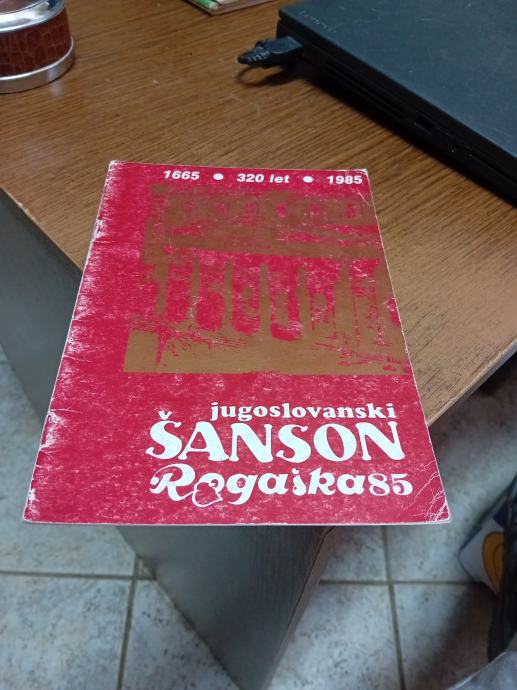 1665 • 320 let • 1985
jugoslovanski
ŠANSON
Rogaška85